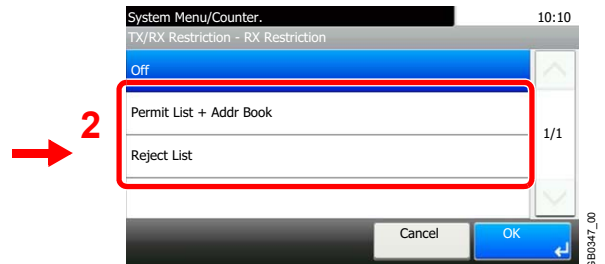 System Menu/Counter. 10:10
TX/RX Restriction - RX Restriction
Off
Permit List + Addr Book
2
1/1
Reject List
Cancel OK
GB0347_00